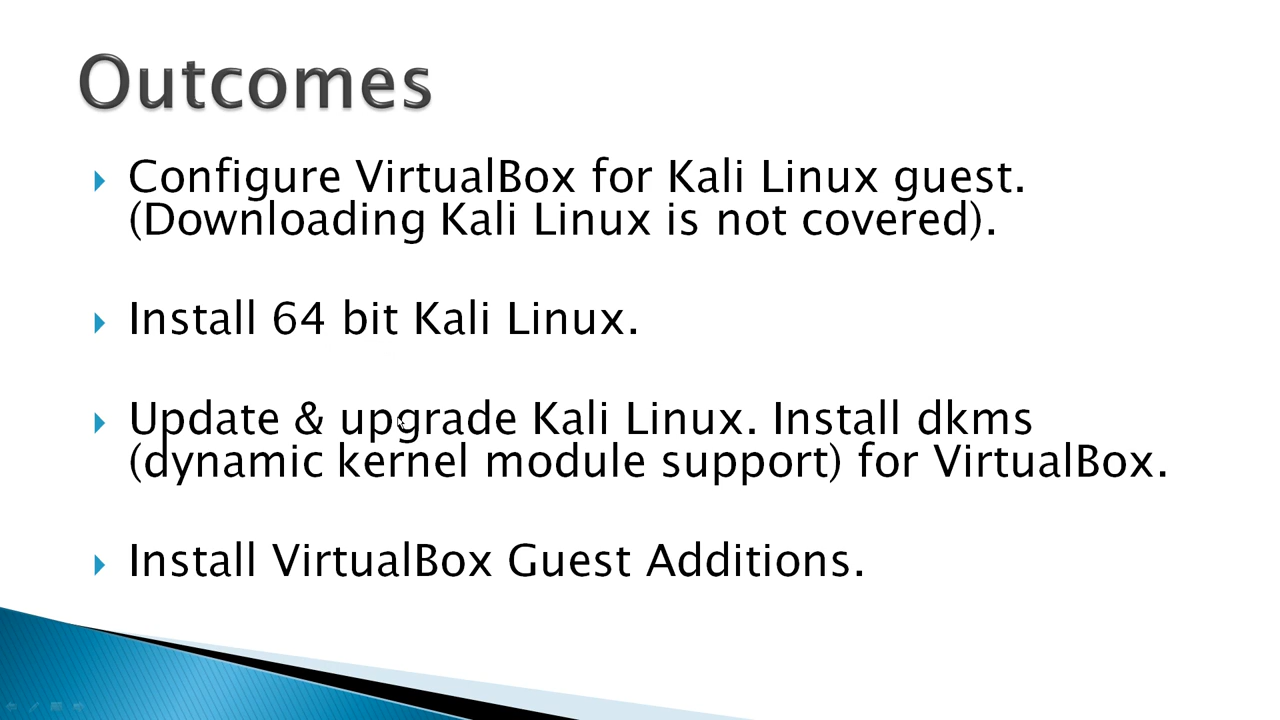 Outcomes
Configure VirtualBox for Kali Linux guest.
(Downloading Kali Linux is not covered).
Install 64 bit Kali Linux.
Update & upgrade Kali Linux. Install dkms
(dynamic kernel module support) for VirtualBox.
Install VirtualBox Guest Additions.